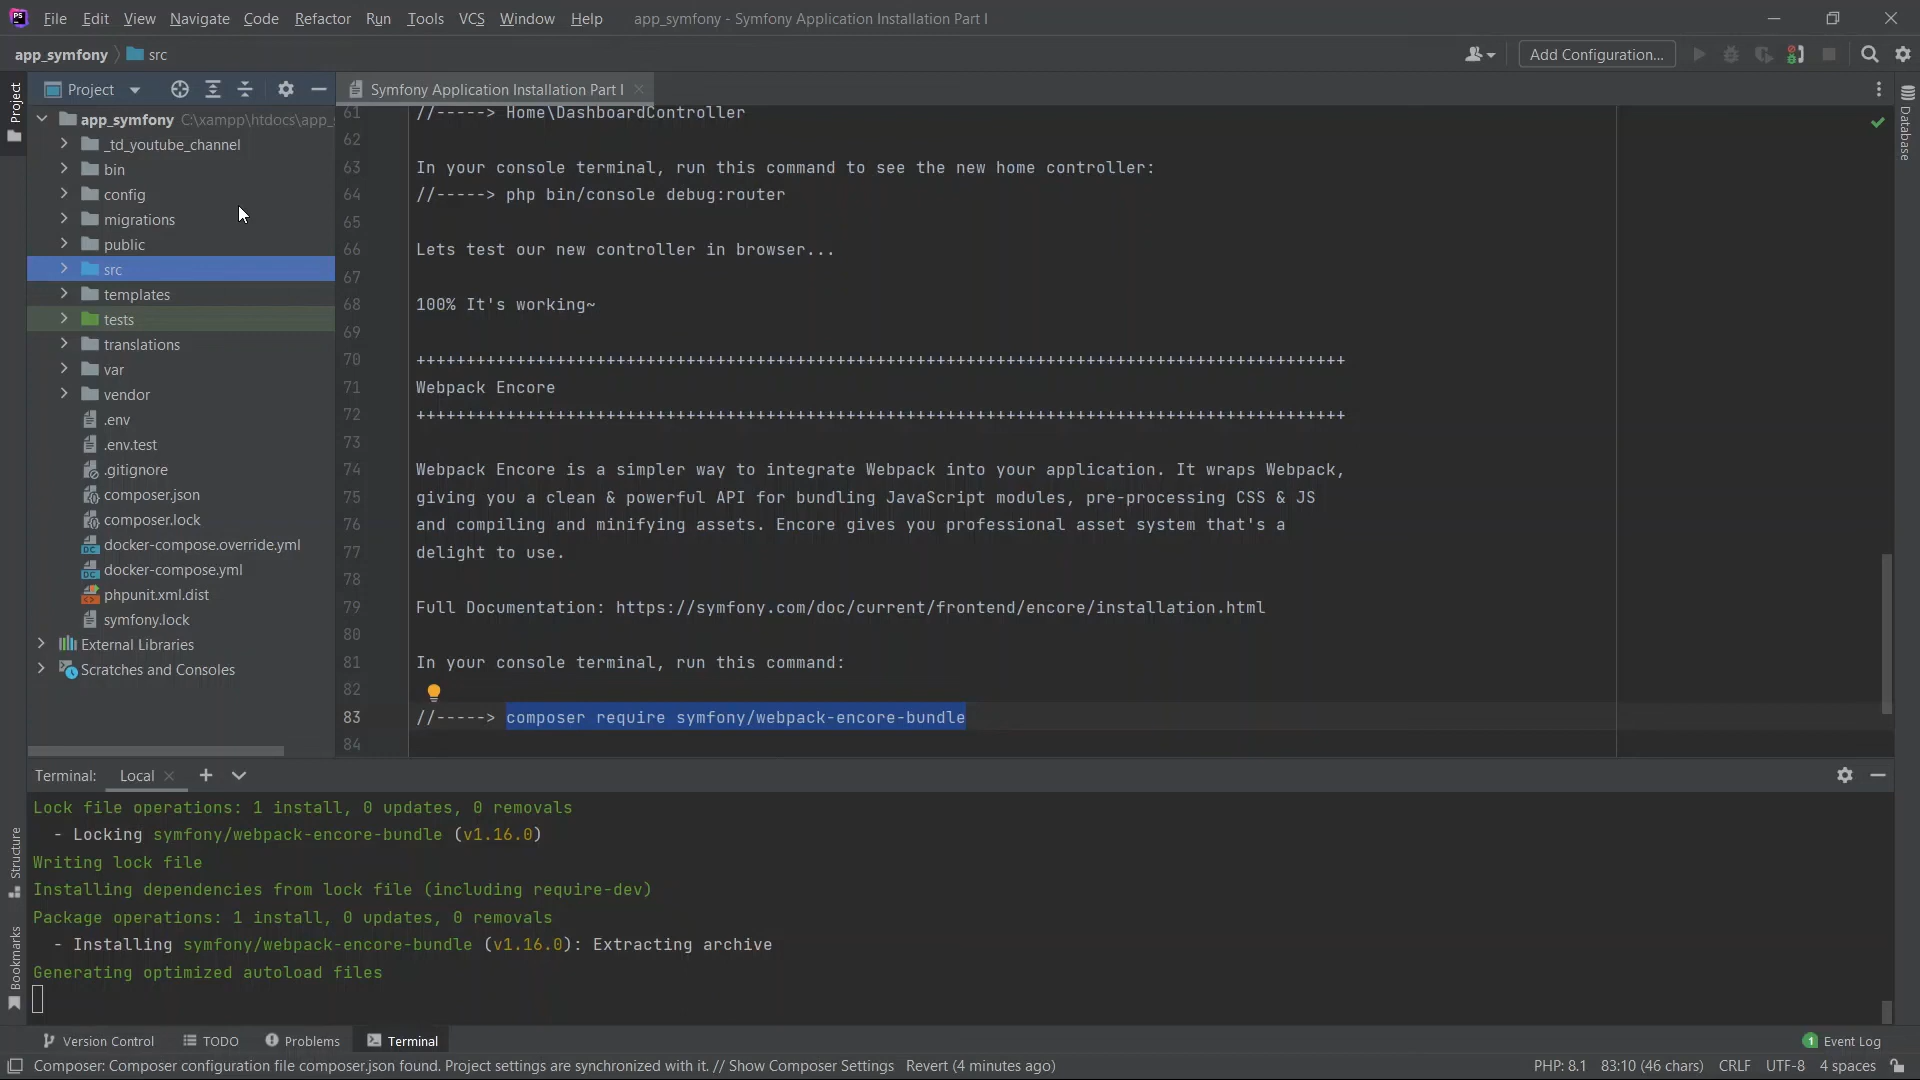 File Edit View Navigate Code Refactor Run Tools VCS Window Help app_symfony - Symfony Application Installation Part I
app_symfony src Add Configuration...
Project Symfony Application Installation Part I
Project
Database
Structure
Bookmarks
app_symfony C:\xampp\htdocs\app_
_td_youtube_channel
bin
config
migrations
public
src
templates
tests
translations
var
vendor
.env
.env.test
.gitignore
composer.json
composer.lock
docker-compose.override.yml
docker-compose.yml
phpunit.xml.dist
symfony.lock
External Libraries
Scratches and Consoles
61 //-----> Home\DashboardController
62
63 In your console terminal, run this command to see the new home controller:
64 //-----> php bin/console debug:router
65
66 Lets test our new controller in browser...
67
68 100% It's working~
69
70 +++++++++++++++++++++++++++++++++++++++++++++++++++++++++++++++++++++++++++++++++++++++++++++
71 Webpack Encore
72 +++++++++++++++++++++++++++++++++++++++++++++++++++++++++++++++++++++++++++++++++++++++++++++
73
74 Webpack Encore is a simpler way to integrate Webpack into your application. It wraps Webpack,
75 giving you a clean & powerful API for bundling JavaScript modules, pre-processing CSS & JS
76 and compiling and minifying assets. Encore gives you professional asset system that's a
77 delight to use.
78
79 Full Documentation: https://symfony.com/doc/current/frontend/encore/installation.html
80
81 In your console terminal, run this command:
82
83 //-----> composer require symfony/webpack-encore-bundle
84
Terminal: Local
Lock file operations: 1 install, 0 updates, 0 removals
- Locking symfony/webpack-encore-bundle (v1.16.0)
Writing lock file
Installing dependencies from lock file (including require-dev)
Package operations: 1 install, 0 updates, 0 removals
- Installing symfony/webpack-encore-bundle (v1.16.0): Extracting archive
Generating optimized autoload files
Version Control TODO Problems Terminal 1 Event Log
Composer: Composer configuration file composer.json found. Project settings are synchronized with it. // Show Composer Settings Revert (4 minutes ago) PHP: 8.1 83:10 (46 chars) CRLF UTF-8 4 spaces